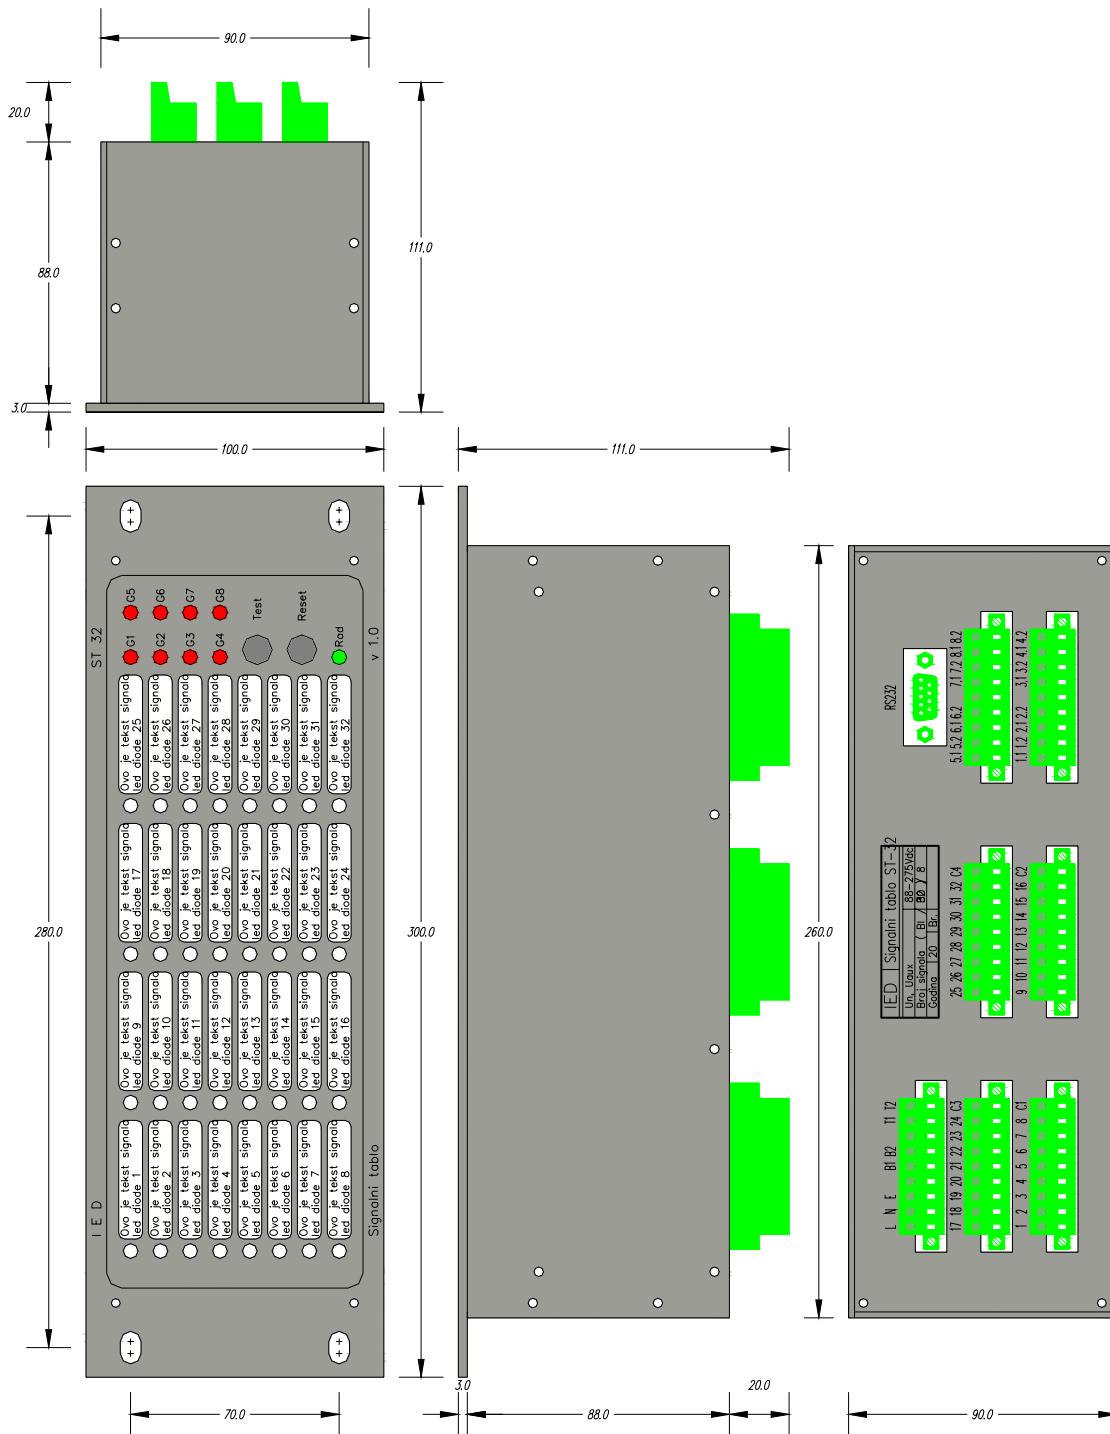 90.0
20.0
88.0
111.0
3.0
100.0
111.0
G5 G6 G7 G8 Test Reset
ST 32
G1 G2 G3 G4 Rad
v 1.0
Ovo je tekst signala
led diode 25
Ovo je tekst signala
led diode 26
Ovo je tekst signala
led diode 27
Ovo je tekst signala
led diode 28
Ovo je tekst signala
led diode 29
Ovo je tekst signala
led diode 30
Ovo je tekst signala
led diode 31
Ovo je tekst signala
led diode 32
Ovo je tekst signala
led diode 17
Ovo je tekst signala
led diode 18
Ovo je tekst signala
led diode 19
Ovo je tekst signala
led diode 20
Ovo je tekst signala
led diode 21
Ovo je tekst signala
led diode 22
Ovo je tekst signala
led diode 23
Ovo je tekst signala
led diode 24
Ovo je tekst signala
led diode 9
Ovo je tekst signala
led diode 10
Ovo je tekst signala
led diode 11
Ovo je tekst signala
led diode 12
Ovo je tekst signala
led diode 13
Ovo je tekst signala
led diode 14
Ovo je tekst signala
led diode 15
Ovo je tekst signala
led diode 16
Ovo je tekst signala
led diode 1
Ovo je tekst signala
led diode 2
Ovo je tekst signala
led diode 3
Ovo je tekst signala
led diode 4
Ovo je tekst signala
led diode 5
Ovo je tekst signala
led diode 6
Ovo je tekst signala
led diode 7
Ovo je tekst signala
led diode 8
I E D
Signalni tablo
280.0
300.0
70.0
3.0
88.0
20.0
260.0
RS232
5.1 5.2 6.1 6.2 7.1 7.2 8.1 8.2
1.1 1.2 2.1 2.2 3.1 3.2 4.1 4.2
IED Signalni tablo ST-32
Un, Uaux 88-275Vdc
Broj signala ( BI / / 8
Godina 20 Br.
25 26 27 28 29 30 31 32 C4
9 10 11 12 13 14 15 16 C2
L N E B1 B2 T1 T2
17 18 19 20 21 22 23 24 C3
1 2 3 4 5 6 7 8 C1
90.0